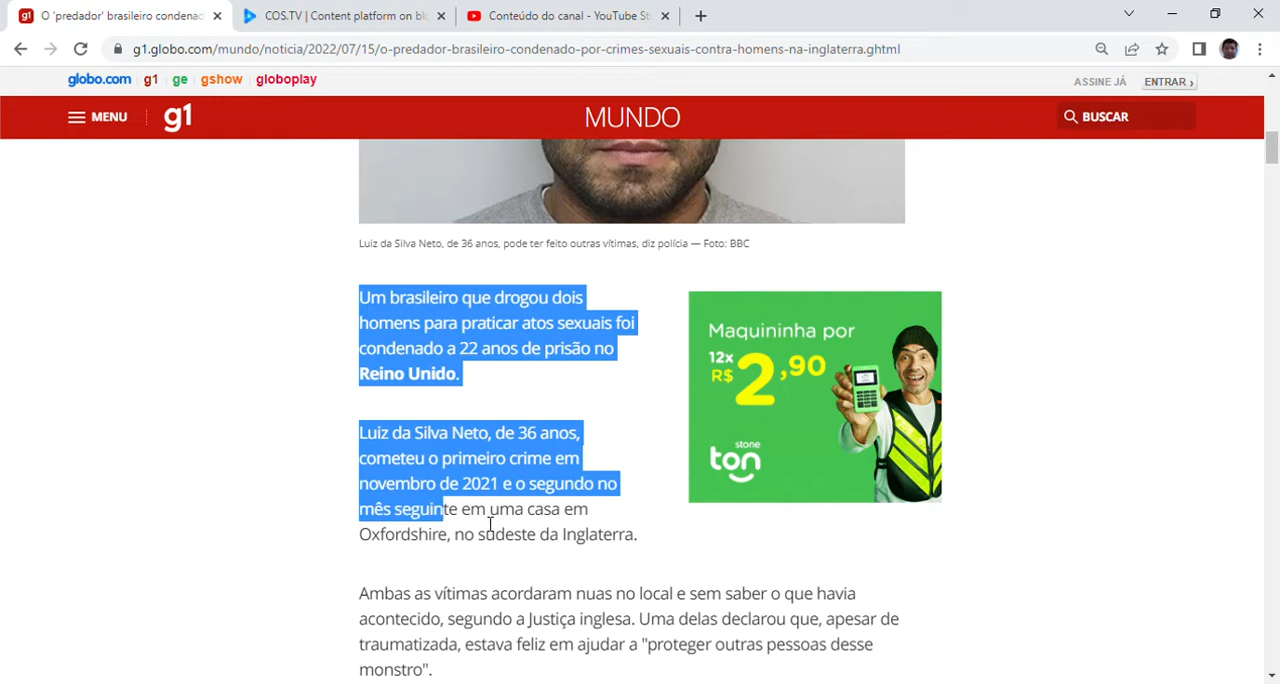 O 'predador' brasileiro condenad
COS.TV | Content platform on blo
Conteúdo do canal - YouTube St
g1.globo.com/mundo/noticia/2022/07/15/o-predador-brasileiro-condenado-por-crimes-sexuais-contra-homens-na-inglaterra.ghtml
globo.com g1 ge gshow globoplay
ASSINE JÁ ENTRAR ›
MENU g1 MUNDO BUSCAR
Luiz da Silva Neto, de 36 anos, pode ter feito outras vítimas, diz polícia — Foto: BBC
Um brasileiro que drogou dois
homens para praticar atos sexuais foi
condenado a 22 anos de prisão no
Reino Unido.
Maquininha por
12x
R$ 2,90
stone
ton
Luiz da Silva Neto, de 36 anos,
cometeu o primeiro crime em
novembro de 2021 e o segundo no
mês seguinte em uma casa em
Oxfordshire, no sudeste da Inglaterra.
Ambas as vítimas acordaram nuas no local e sem saber o que havia
acontecido, segundo a Justiça inglesa. Uma delas declarou que, apesar de
traumatizada, estava feliz em ajudar a "proteger outras pessoas desse
monstro".